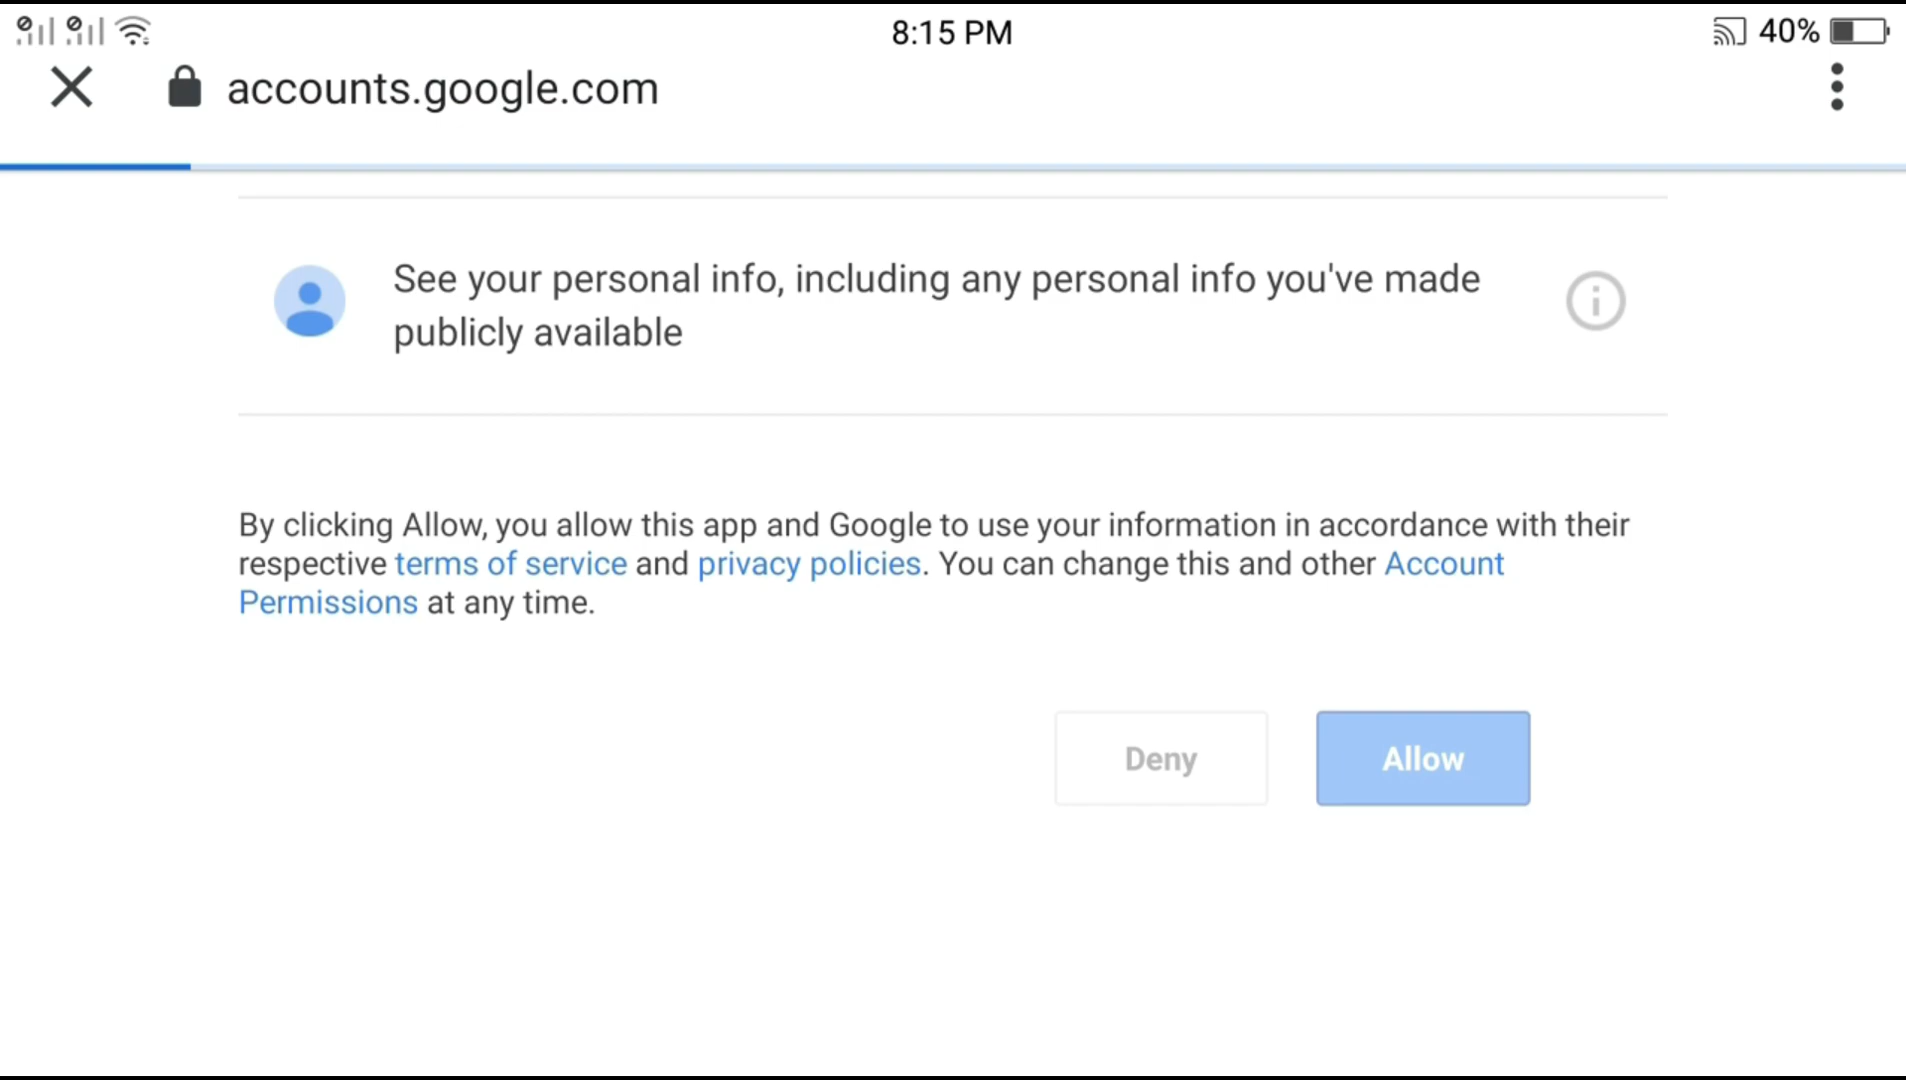 8:15 PM
40%
accounts.google.com
See your personal info, including any personal info you've made
publicly available
By clicking Allow, you allow this app and Google to use your information in accordance with their
respective terms of service and privacy policies. You can change this and other Account
Permissions at any time.
Deny
Allow